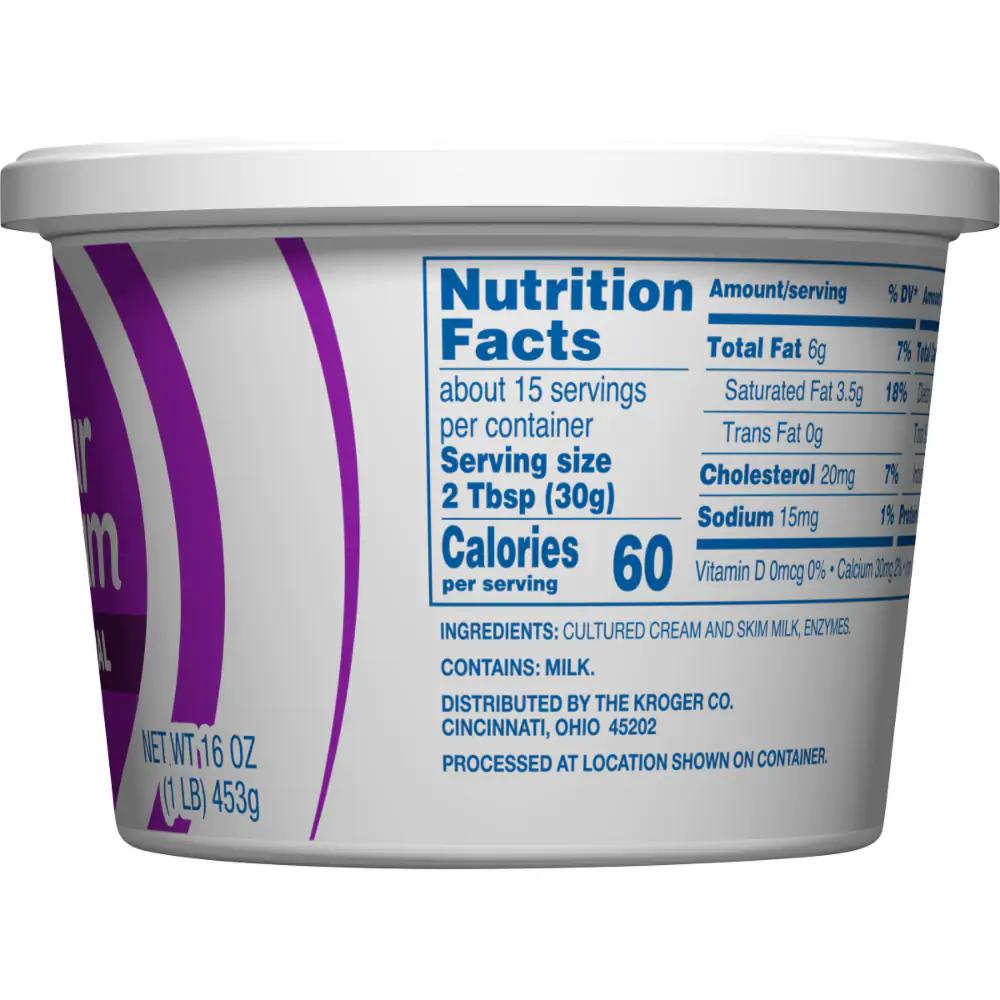 NET WT 16 OZ
(1 LB) 453g
Nutrition
Facts
about 15 servings
per container
Serving size
2 Tbsp (30g)
Calories 60
per serving
Amount/serving % DV*
Total Fat 6g 7%
Saturated Fat 3.5g 18%
Trans Fat 0g
Cholesterol 20mg 7%
Sodium 15mg 1%
Vitamin D 0mcg 0% • Calcium 30mg 2% •
INGREDIENTS: CULTURED CREAM AND SKIM MILK, ENZYMES.
CONTAINS: MILK.
DISTRIBUTED BY THE KROGER CO.
CINCINNATI, OHIO 45202
PROCESSED AT LOCATION SHOWN ON CONTAINER.